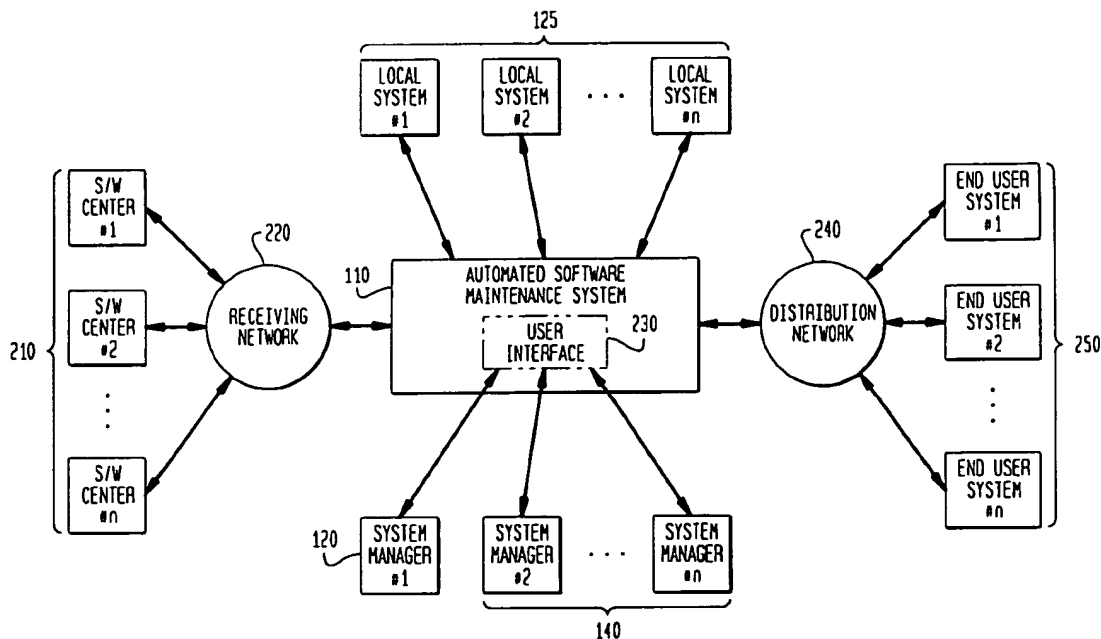 125
LOCAL
SYSTEM
#1
LOCAL
SYSTEM
#2
. . .
LOCAL
SYSTEM
#n
S/W
CENTER
#1
220
RECEIVING
NETWORK
210
S/W
CENTER
#2
S/W
CENTER
#n
110
AUTOMATED SOFTWARE
MAINTENANCE SYSTEM
USER
INTERFACE
230
240
DISTRIBUTION
NETWORK
END USER
SYSTEM
#1
END USER
SYSTEM
#2
250
END USER
SYSTEM
#n
120
SYSTEM
MANAGER
#1
SYSTEM
MANAGER
#2
. . .
SYSTEM
MANAGER
#n
140